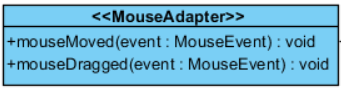 <<MouseAdapter>>
+mouseMoved(event : MouseEvent) : void
+mouseDragged(event : MouseEvent) : void